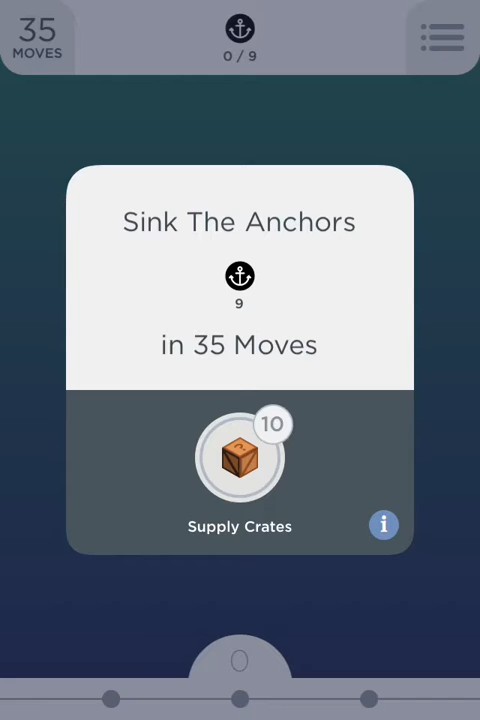 35
MOVES
0 / 9
Sink The Anchors
9
in 35 Moves
10
?
Supply Crates
i
0